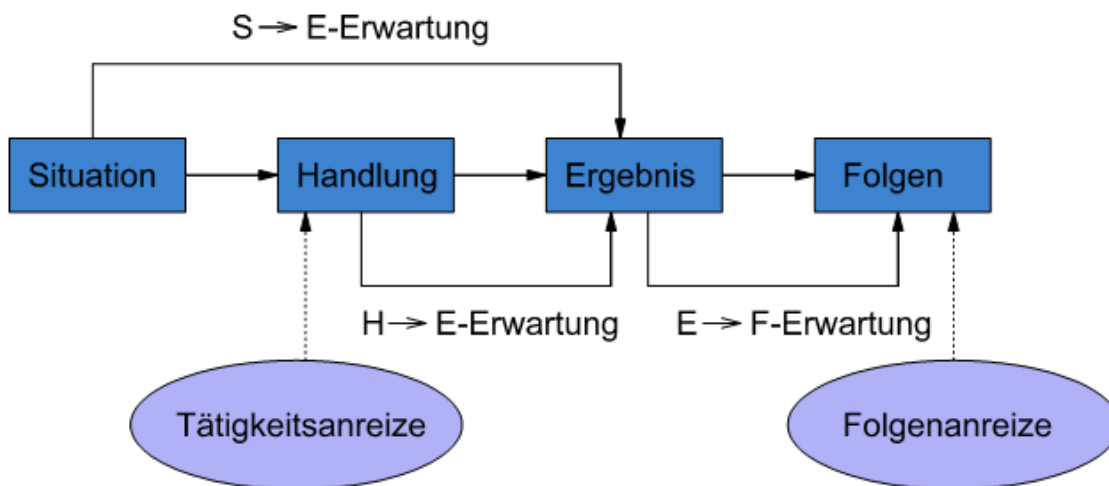 S → E-Erwartung
Situation
Handlung
Ergebnis
Folgen
H → E-Erwartung
E → F-Erwartung
Tätigkeitsanreize
Folgenanreize